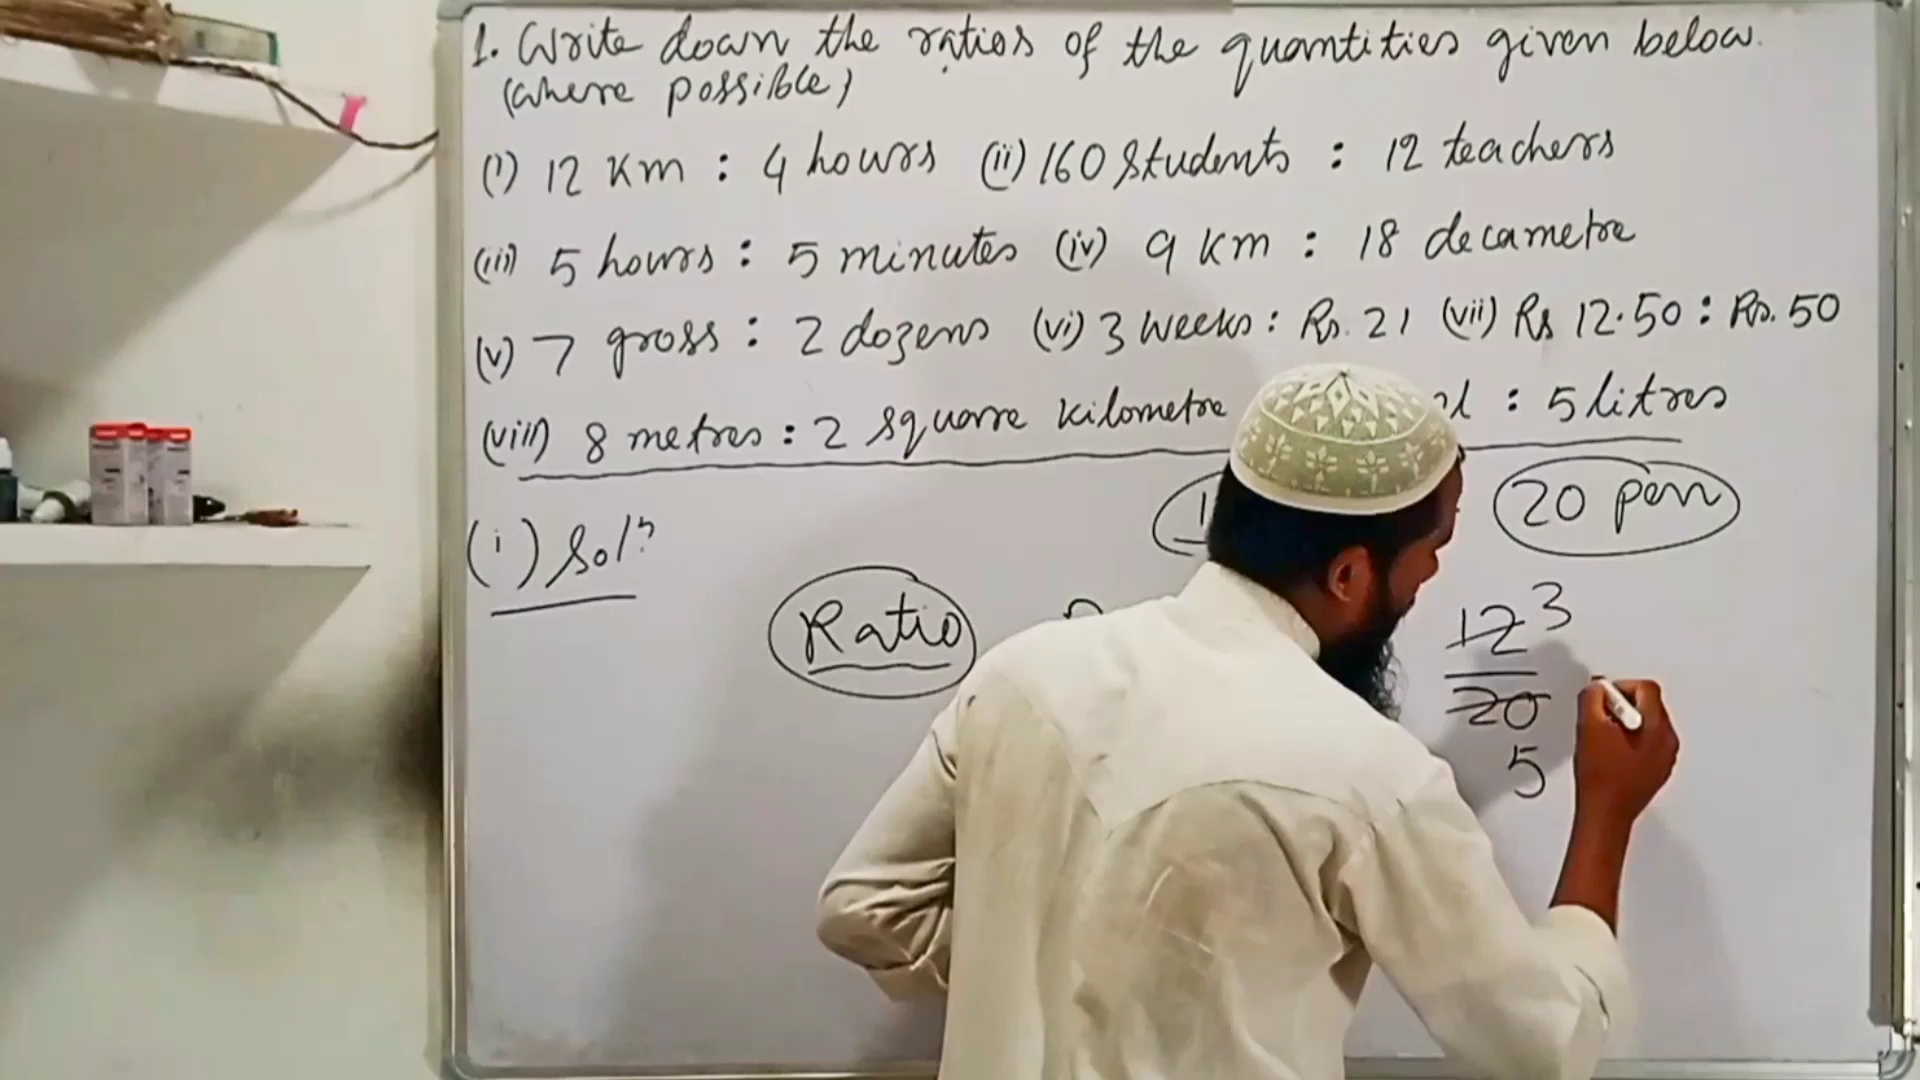 1. Write down the ratios of the quantities given below.
(where possible)
(i) 12 Km : 4 hours (ii) 160 Students : 12 teachers
(iii) 5 hours : 5 minutes (iv) 9 Km : 18 decametre
(v) 7 gross : 2 dozens (vi) 3 weeks : Rs. 21 (vii) Rs 12.50 : Rs. 50
(viii) 8 metres : 2 square kilometre : 5 litres
20 pen
(i) Solⁿ
Ratio
12 3
20
5